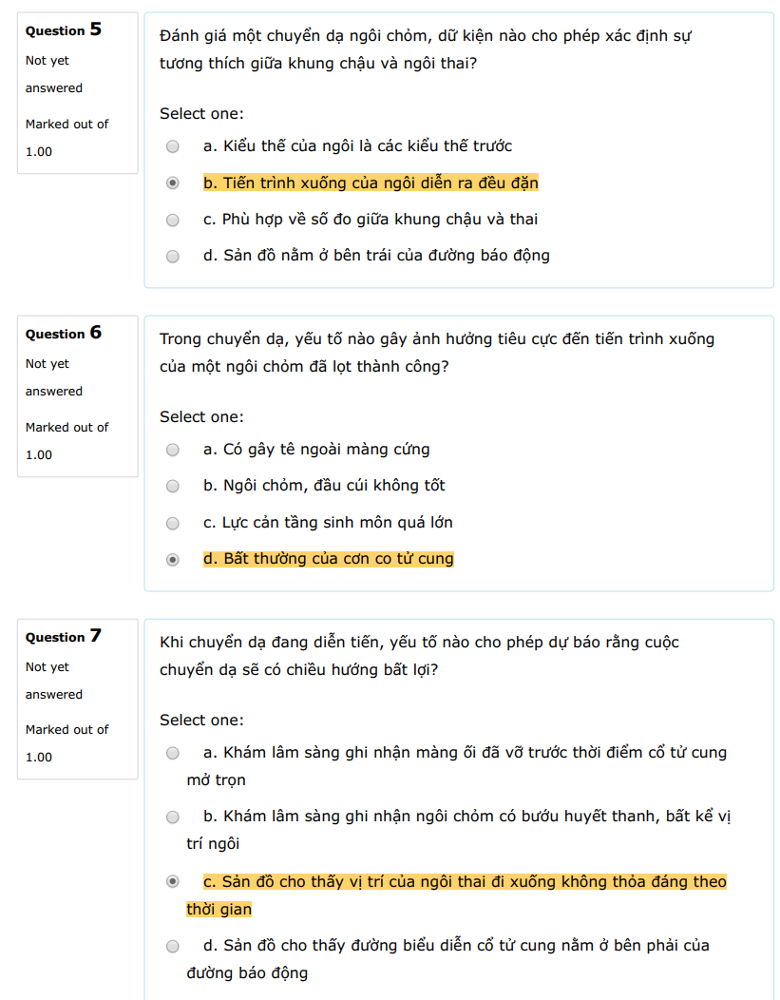 Question 5
Not yet
answered
Marked out of
1.00
Đánh giá một chuyển dạ ngôi chỏm, dữ kiện nào cho phép xác định sự
tương thích giữa khung chậu và ngôi thai?
Select one:
a. Kiểu thế của ngôi là các kiểu thế trước
b. Tiến trình xuống của ngôi diễn ra đều đặn
c. Phù hợp về số đo giữa khung chậu và thai
d. Sản đồ nằm ở bên trái của đường báo động
Question 6
Not yet
answered
Marked out of
1.00
Trong chuyển dạ, yếu tố nào gây ảnh hưởng tiêu cực đến tiến trình xuống
của một ngôi chỏm đã lọt thành công?
Select one:
a. Có gây tê ngoài màng cứng
b. Ngôi chỏm, đầu cúi không tốt
c. Lực cản tầng sinh môn quá lớn
d. Bất thường của cơn co tử cung
Question 7
Not yet
answered
Marked out of
1.00
Khi chuyển dạ đang diễn tiến, yếu tố nào cho phép dự báo rằng cuộc
chuyển dạ sẽ có chiều hướng bất lợi?
Select one:
a. Khám lâm sàng ghi nhận màng ối đã vỡ trước thời điểm cổ tử cung
mở trọn
b. Khám lâm sàng ghi nhận ngôi chỏm có bướu huyết thanh, bất kể vị
trí ngôi
c. Sản đồ cho thấy vị trí của ngôi thai đi xuống không thỏa đáng theo
thời gian
d. Sản đồ cho thấy đường biểu diễn cổ tử cung nằm ở bên phải của
đường báo động